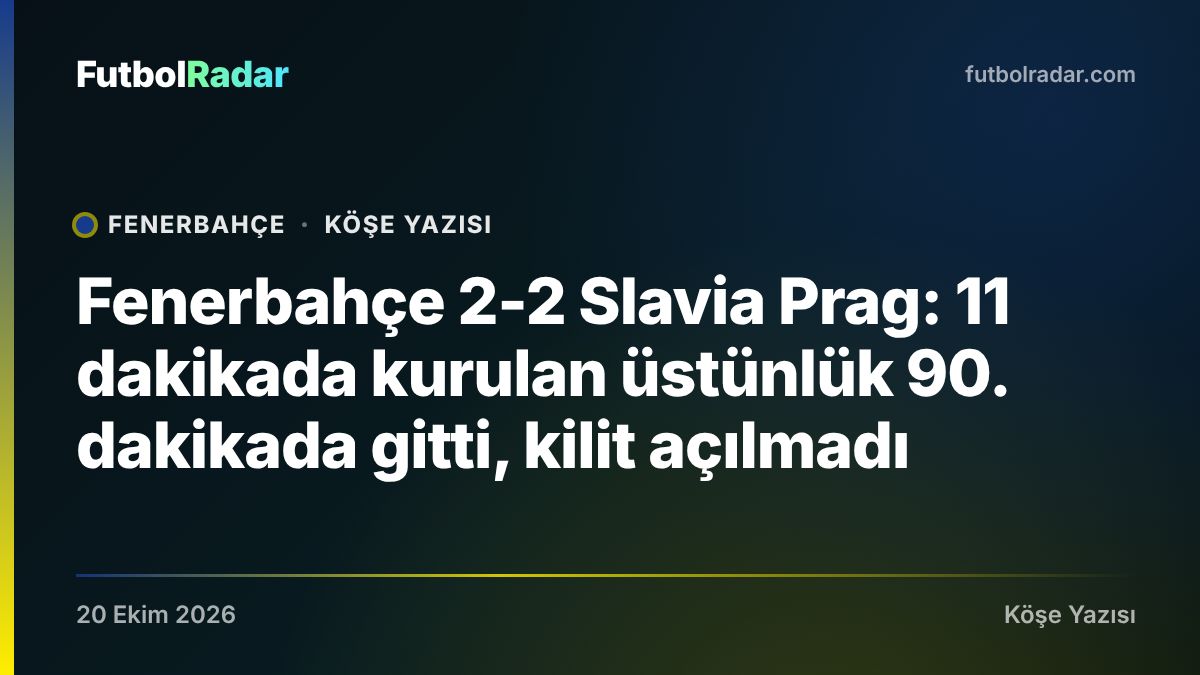 FutbolRadar
futbolradar.com
FENERBAHÇE · KÖŞE YAZISI
Fenerbahçe 2-2 Slavia Prag: 11
dakikada kurulan üstünlük 90.
dakikada gitti, kilit açılmadı
20 Ekim 2026
Köşe Yazısı